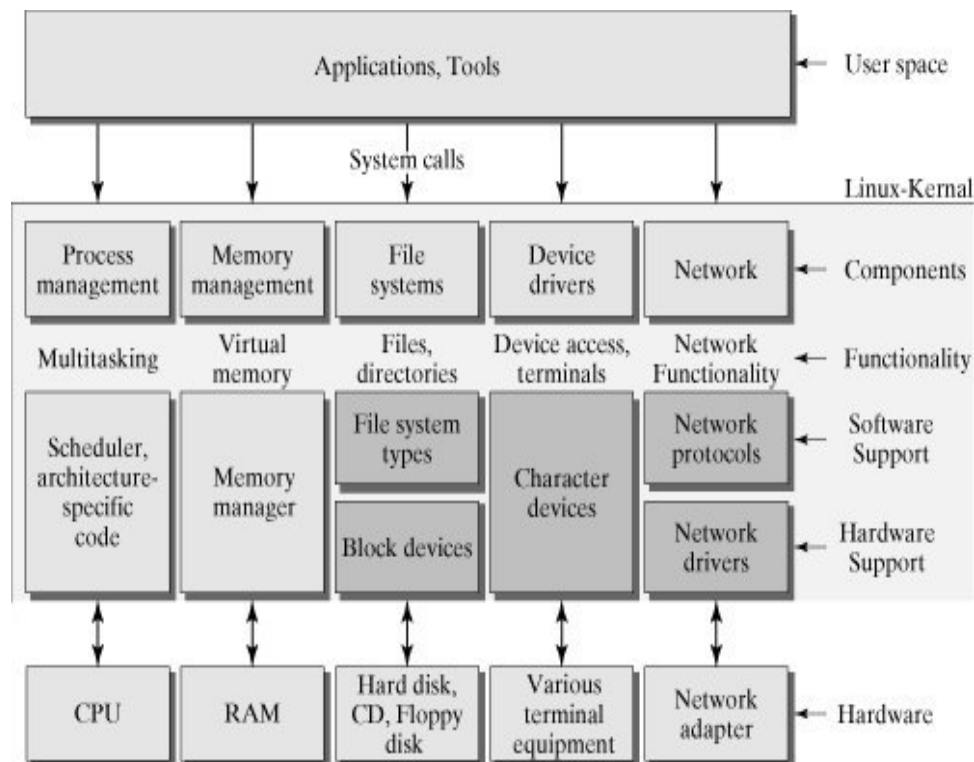 Applications, Tools
User space
System calls
Linux-Kernal
Process
management
Memory
management
File
systems
Device
drivers
Network
Components
Multitasking
Virtual
memory
Files,
directories
Device access,
terminals
Network
Functionality
Functionality
Scheduler,
architecture-
specific
code
Memory
manager
File system
types
Block devices
Character
devices
Network
protocols
Network
drivers
Software
Support
Hardware
Support
CPU
RAM
Hard disk,
CD, Floppy
disk
Various
terminal
equipment
Network
adapter
Hardware